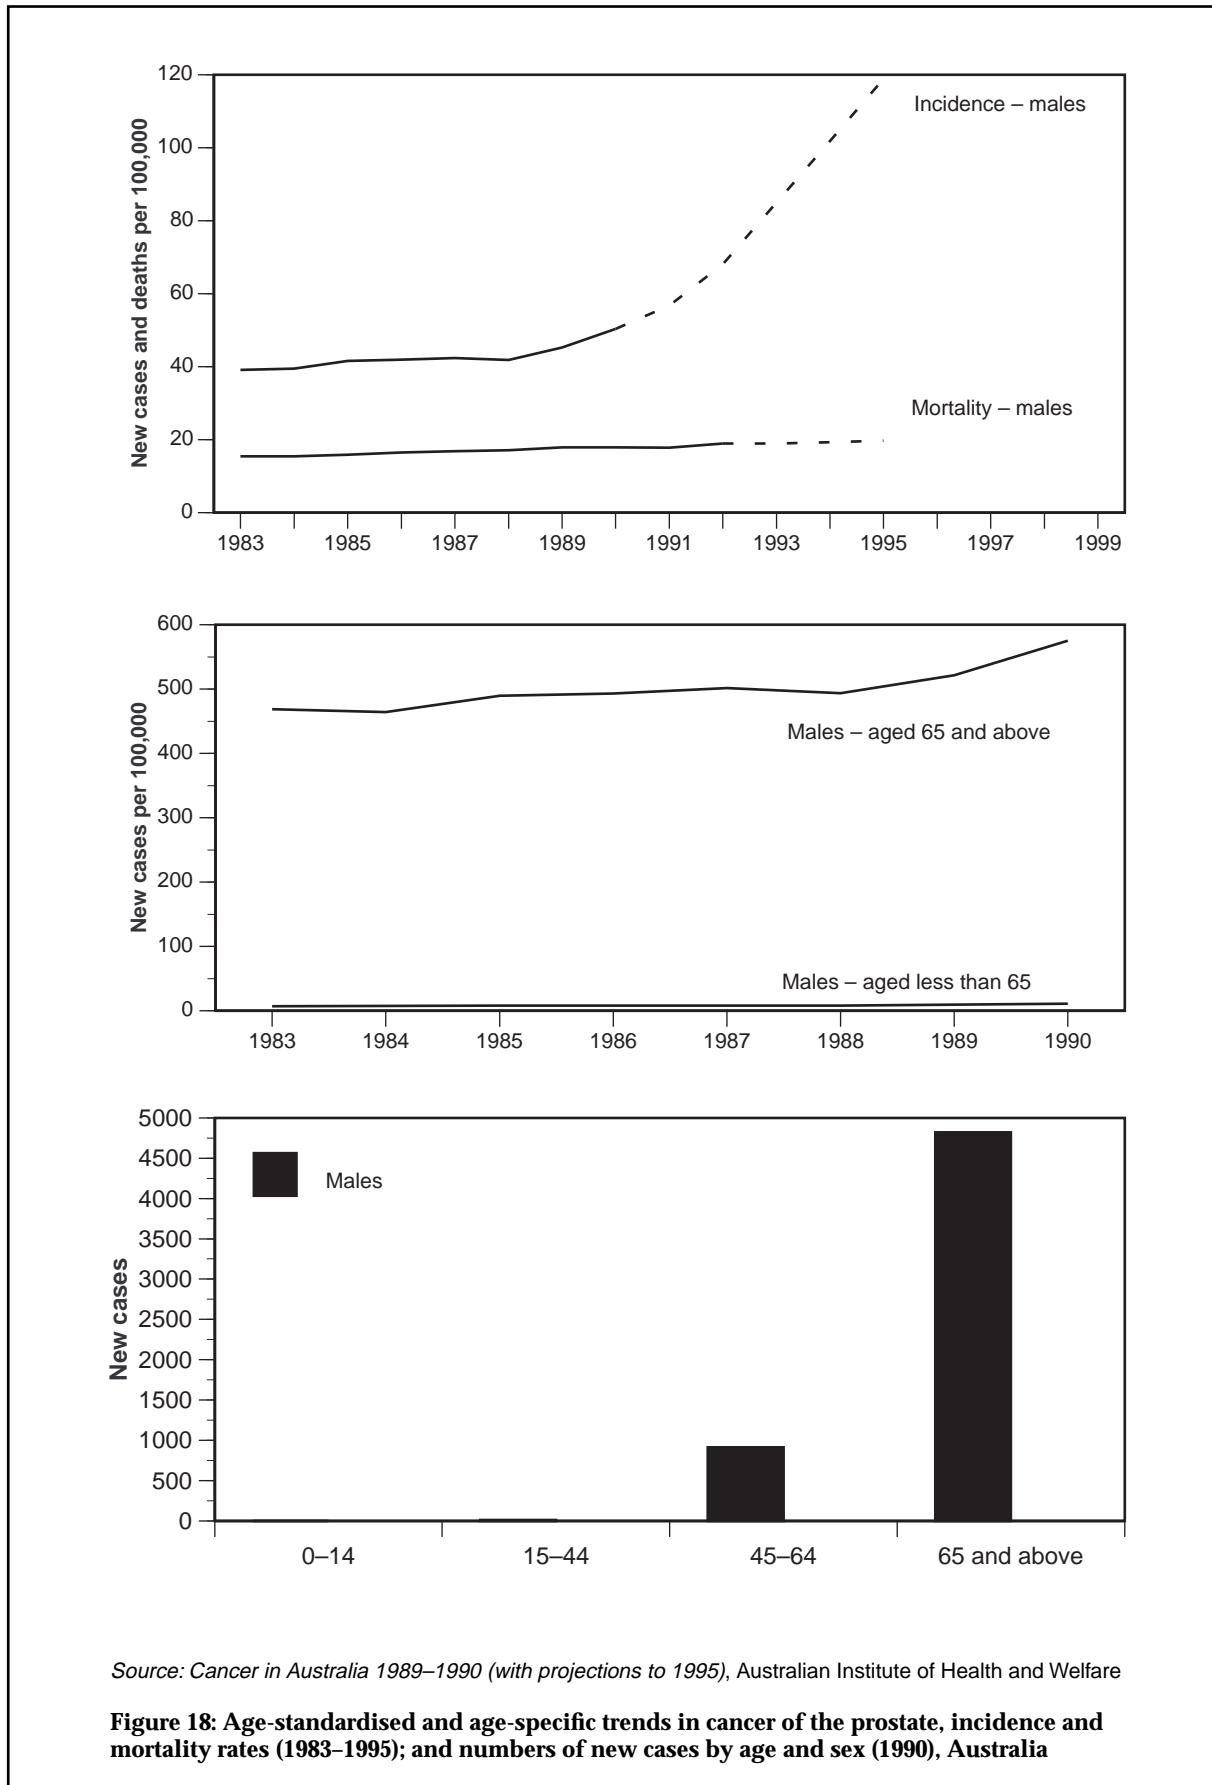 New cases and deaths per 100,000
120
100
80
60
40
20
0
Incidence – males
Mortality – males
1983 1985 1987 1989 1991 1993 1995 1997 1999
New cases per 100,000
600
500
400
300
200
100
0
Males – aged 65 and above
Males – aged less than 65
1983 1984 1985 1986 1987 1988 1989 1990
New cases
5000
4500
4000
3500
3000
2500
2000
1500
1000
500
0
Males
0–14 15–44 45–64 65 and above
Source: Cancer in Australia 1989–1990 (with projections to 1995), Australian Institute of Health and Welfare
Figure 18: Age-standardised and age-specific trends in cancer of the prostate, incidence and
mortality rates (1983–1995); and numbers of new cases by age and sex (1990), Australia